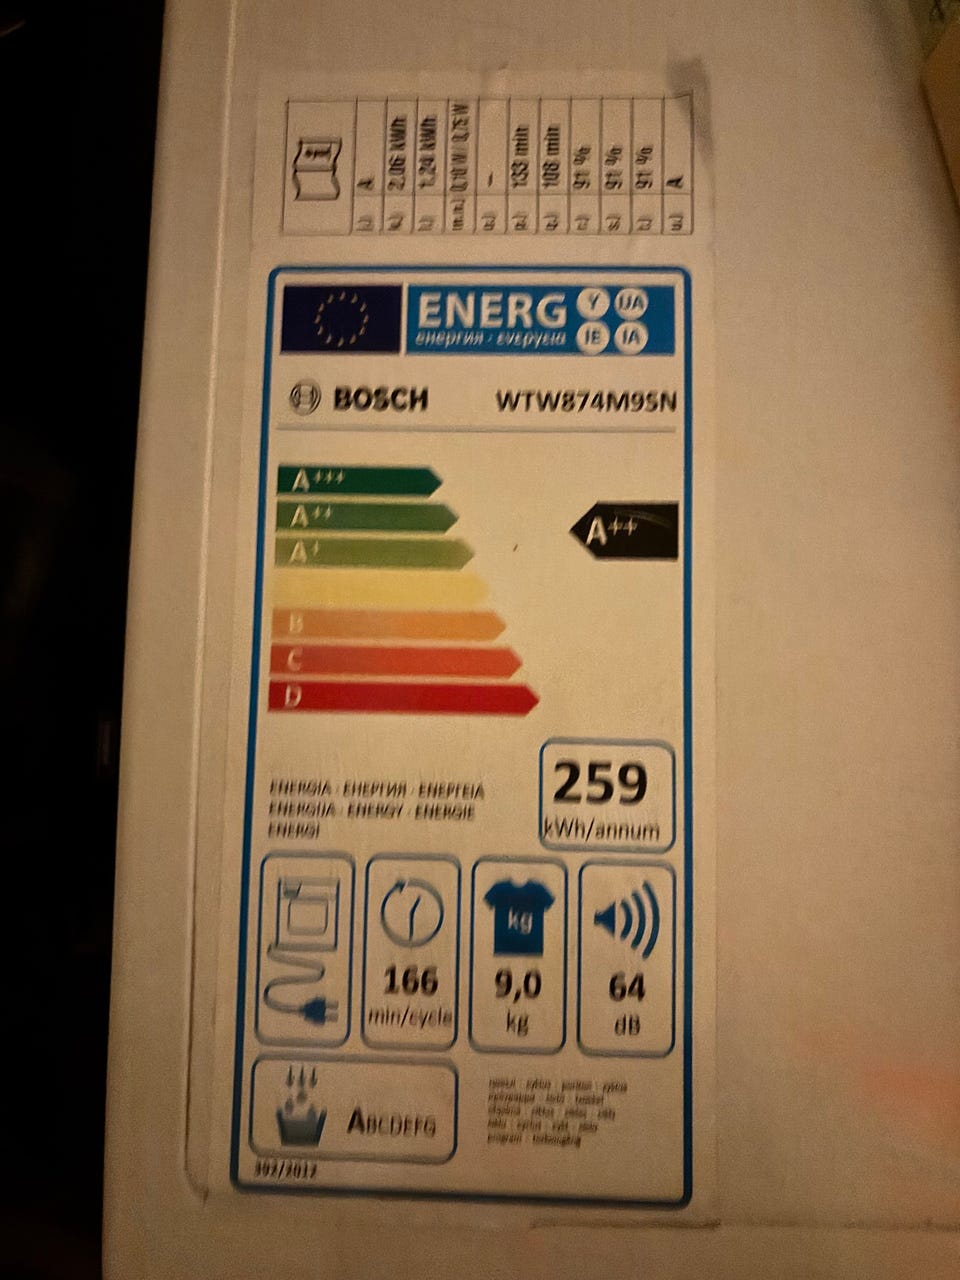 i
j.) A
k.) 2.06 kWh
l.) 1.24 kWh
m.n.) 0,10 W / 0,75 W
o.) –
p.) 133 min
q.) 108 min
r.) 91 %
s.) 91 %
t.) 91 %
u.) A
ENERG Y IJA
енергия · ενεργεια IE IA
BOSCH WTW874M9SN
A+++
A++ A++
A+
B
C
D
259
ENERGIA · ЕНЕРГИЯ · ΕΝΕΡΓΕΙΑ
ENERGIJA · ENERGY · ENERGIE
ENERGI
kWh/annum
kg
166 9,0 64
min/cycle kg dB
ABCDEFG
392/2012